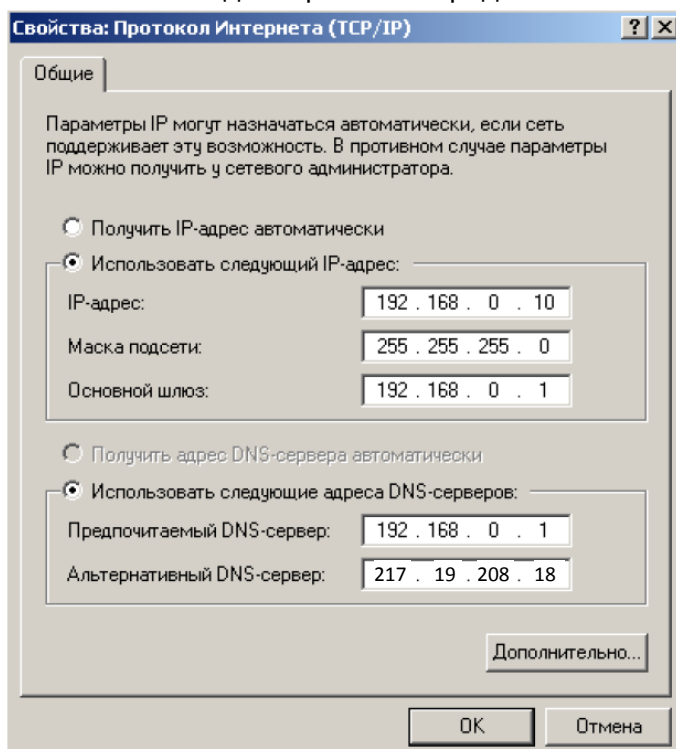 Свойства: Протокол Интернета (TCP/IP)
Общие
Параметры IP могут назначаться автоматически, если сеть
поддерживает эту возможность. В противном случае параметры
IP можно получить у сетевого администратора.
Получить IP-адрес автоматически
Использовать следующий IP-адрес:
IP-адрес: 192 . 168 . 0 . 10
Маска подсети: 255 . 255 . 255 . 0
Основной шлюз: 192 . 168 . 0 . 1
Получить адрес DNS-сервера автоматически
Использовать следующие адреса DNS-серверов:
Предпочитаемый DNS-сервер: 192 . 168 . 0 . 1
Альтернативный DNS-сервер: 217 . 19 . 208 . 18
Дополнительно...
OK Отмена